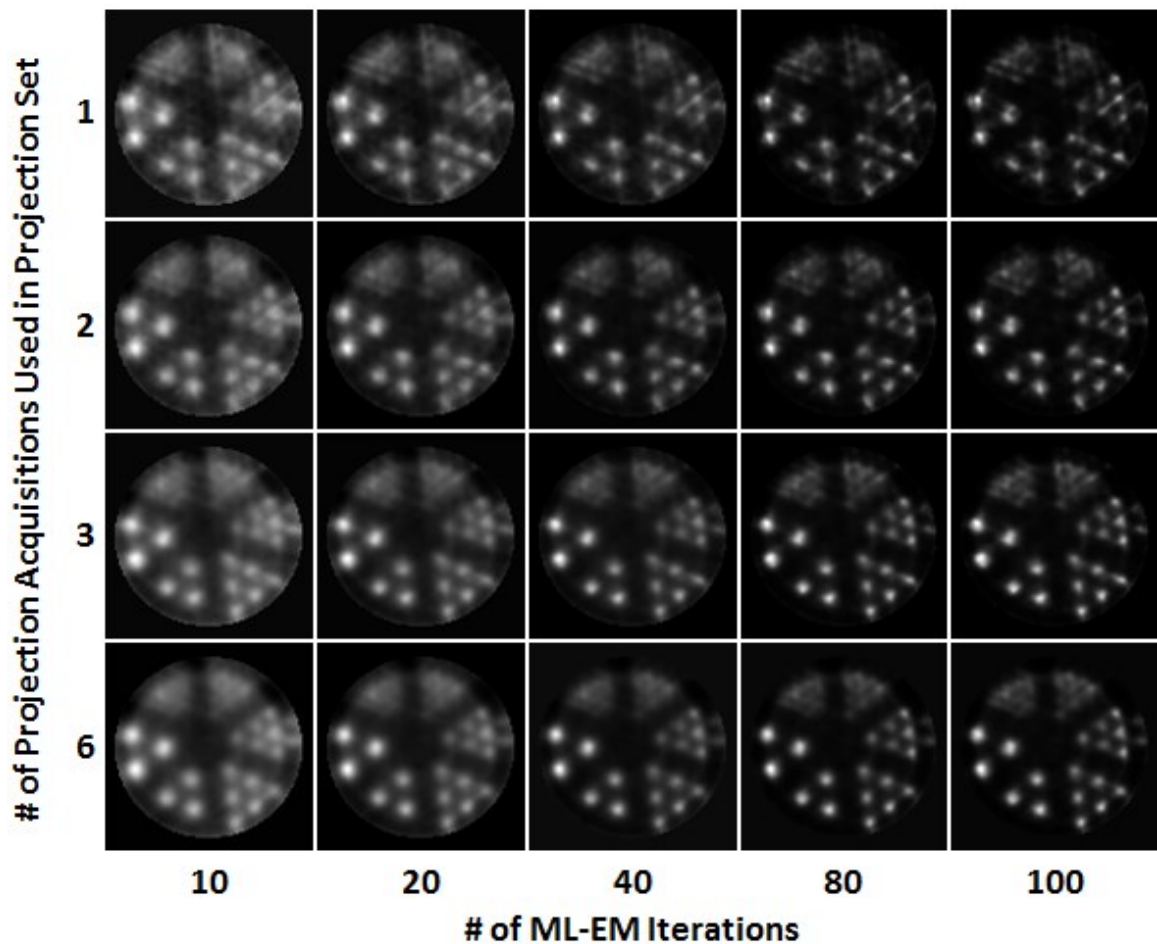 # of Projection Acquisitions Used in Projection Set
1
2
3
6
10 20 40 80 100
# of ML-EM Iterations